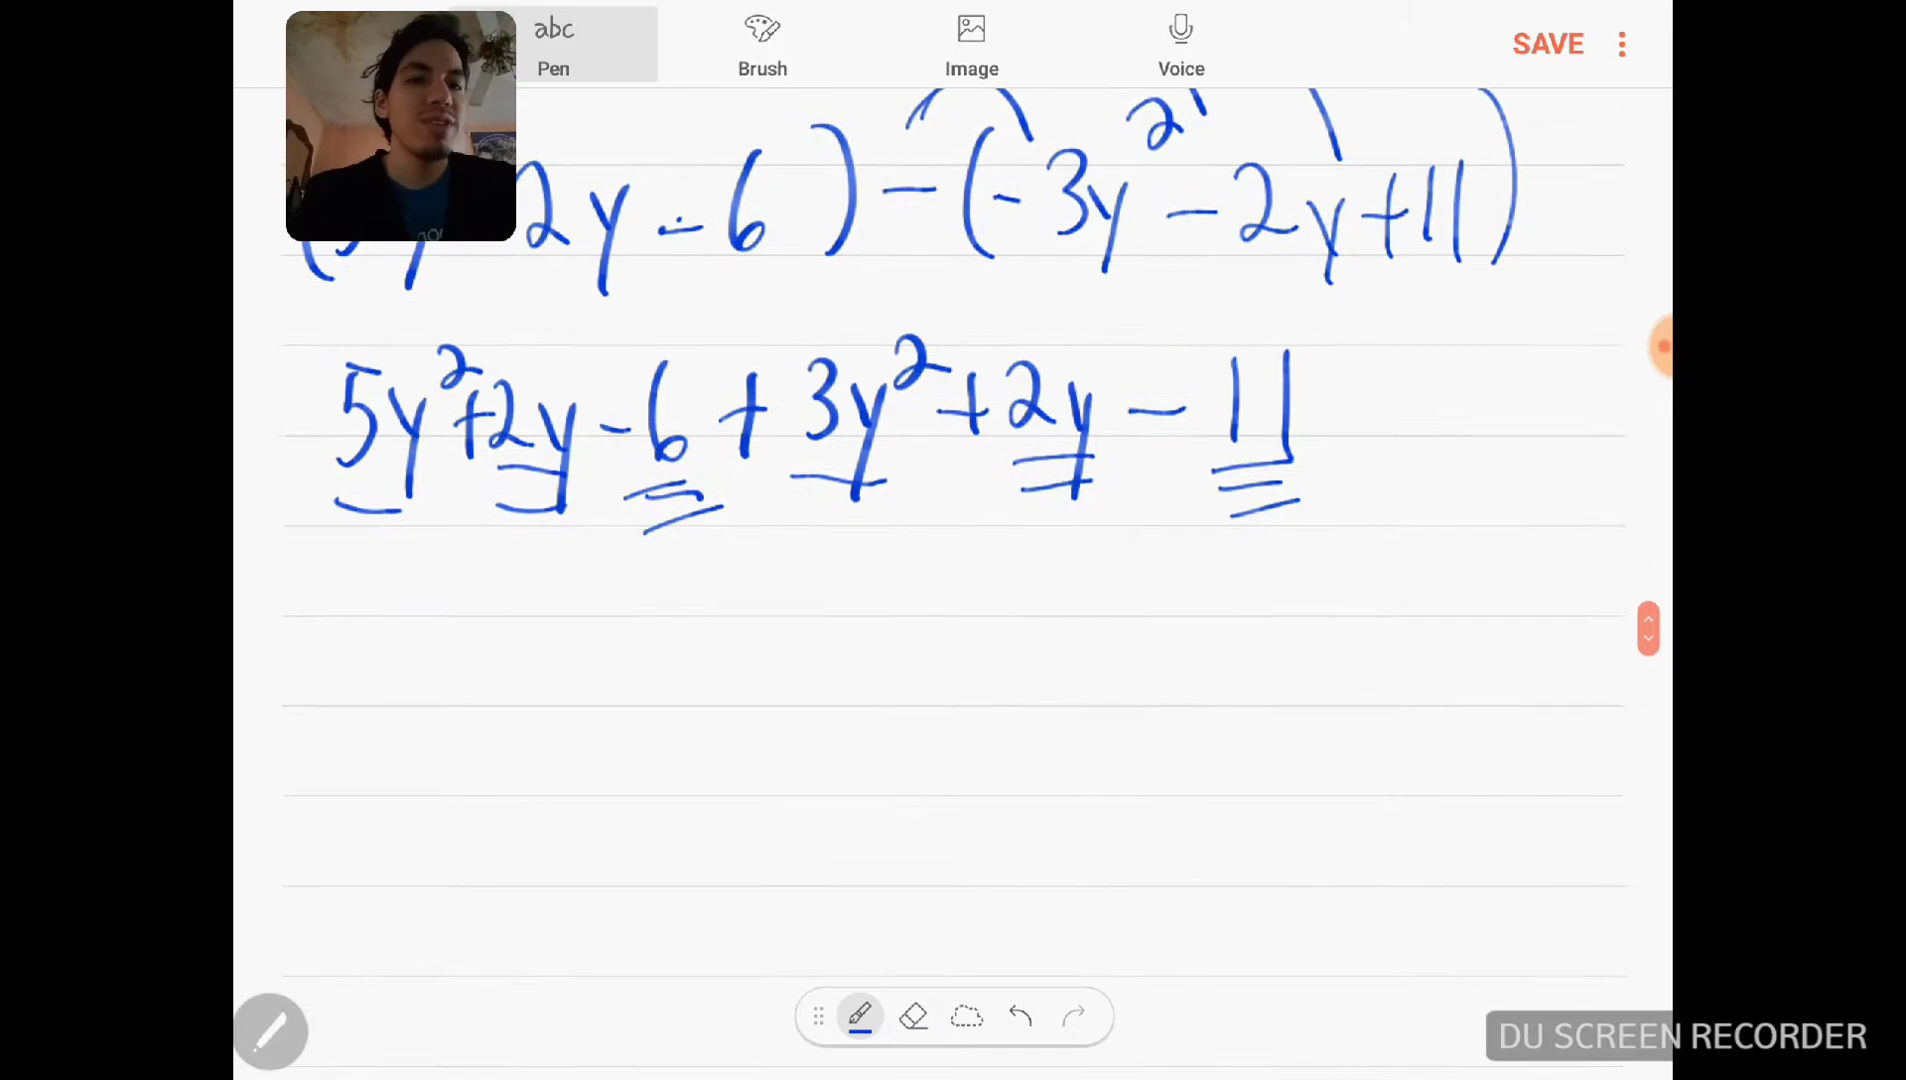 abc
Pen
Brush
Image
Voice
SAVE
2y - 6) - (-3y² - 2y + 11)
5y² + 2y - 6 + 3y² + 2y - 11
DU SCREEN RECORDER